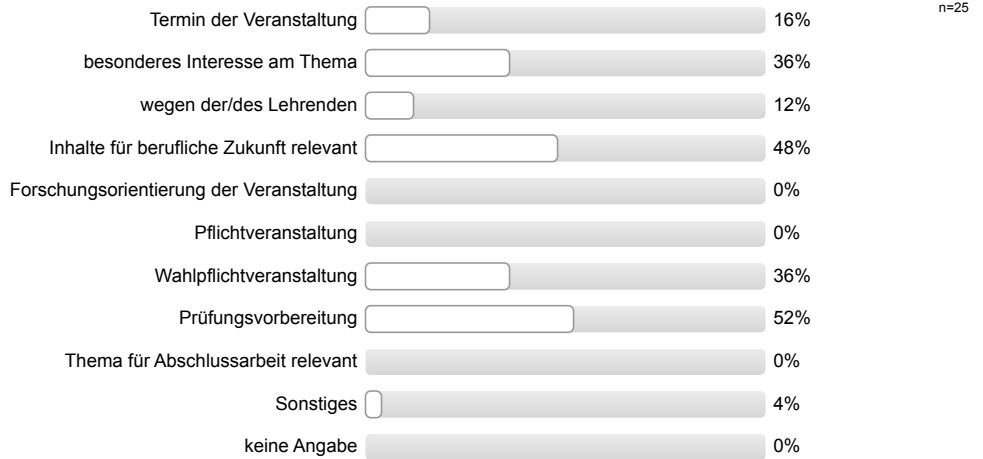 n=25
Termin der Veranstaltung 16%
besonderes Interesse am Thema 36%
wegen der/des Lehrenden 12%
Inhalte für berufliche Zukunft relevant 48%
Forschungsorientierung der Veranstaltung 0%
Pflichtveranstaltung 0%
Wahlpflichtveranstaltung 36%
Prüfungsvorbereitung 52%
Thema für Abschlussarbeit relevant 0%
Sonstiges 4%
keine Angabe 0%